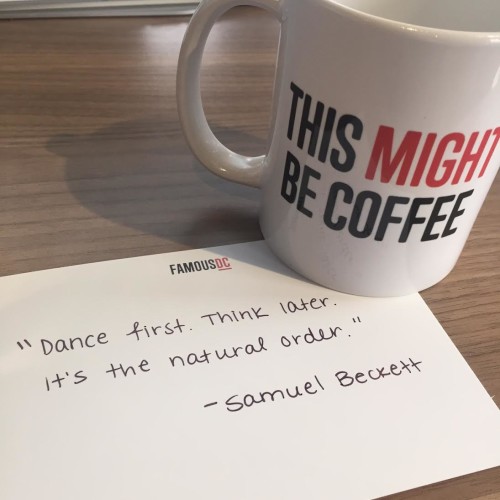 THIS MIGHT
BE COFFEE
FAMOUSDC
"Dance first. Think later.
It's the natural order."
-Samuel Beckett